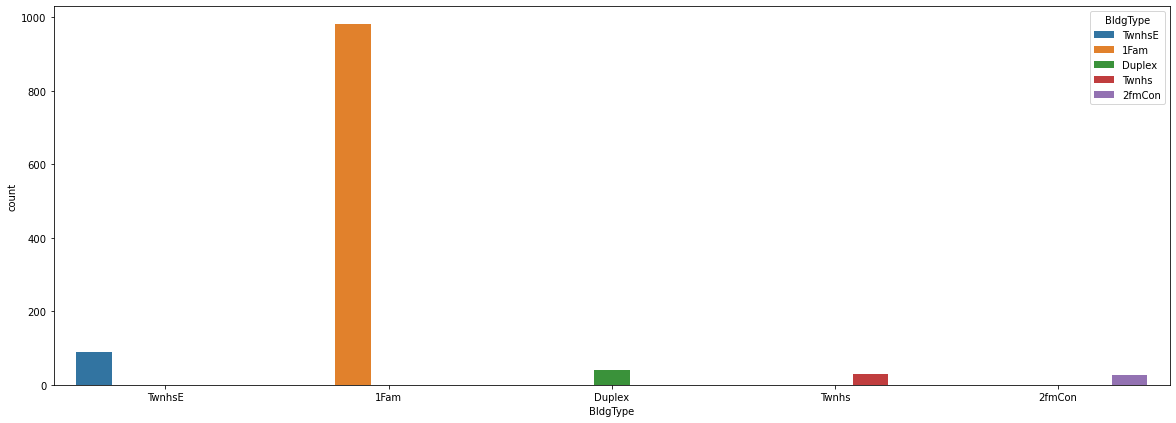 1000
800
600
400
200
0
count
TwnhsE 1Fam Duplex Twnhs 2fmCon
BldgType
BldgType
TwnhsE
1Fam
Duplex
Twnhs
2fmCon